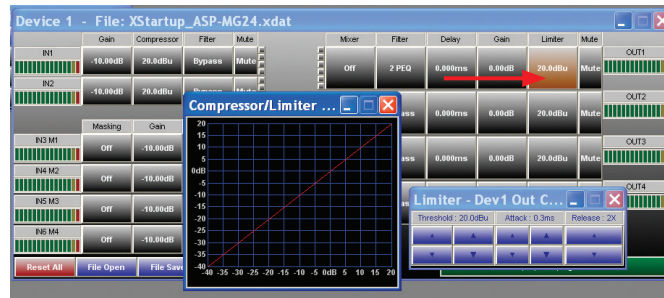 Device 1 - File: XStartup_ASP-MG24.xdat
Gain Compressor Filter Mute Mixer Filter Delay Gain Limiter Mute
IN1 -10.00dB 20.0dBu Bypass Mute Off 2 PEQ 0.000ms 0.00dB 20.0dBu Mute OUT1
IN2 -10.00dB 20.0dBu 0.000ms 0.00dB 20.0dBu Mute OUT2
Masking Gain
IN3 M1 Off -10.00dB 0.000ms 0.00dB 20.0dBu Mute OUT3
IN4 M2 Off -10.00dB OUT4
IN5 M3 Off -10.00dB
IN6 M4 Off -10.00dB
Reset All File Open File Save
Compressor/Limiter ...
20
15
10
5
0dB
-5
-10
-15
-20
-25
-30
-35
-40
-40 -35 -30 -25 -20 -15 -10 -5 0dB 5 10 15 20
Limiter - Dev1 Out C...
Threshold : 20.0dBu Attack : 0.3ms Release : 2X